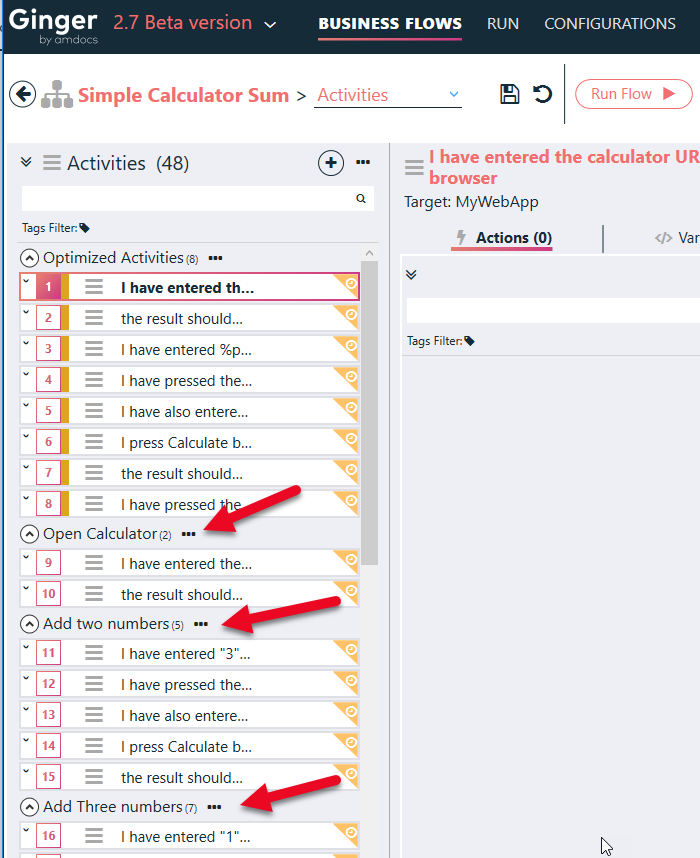 Ginger
by amdocs
2.7 Beta version
BUSINESS FLOWS
RUN
CONFIGURATIONS
Simple Calculator Sum > Activities
Run Flow
Activities (48)
Tags Filter:
Optimized Activities(8) •••
1 I have entered th...
2 the result should...
3 I have entered %p...
4 I have pressed the...
5 I have also entere...
6 I press Calculate b...
7 the result should...
8 I have pressed the
Open Calculator(2) •••
9 I have entered the...
10 the result should...
Add two numbers(5) •••
11 I have entered "3"...
12 I have pressed the...
13 I have also entere...
14 I press Calculate b...
15 the result should...
Add Three numbers(7) •••
16 I have entered "1"...
I have entered the calculator UR
browser
Target: MyWebApp
Actions (0)
</> Var
Tags Filter: